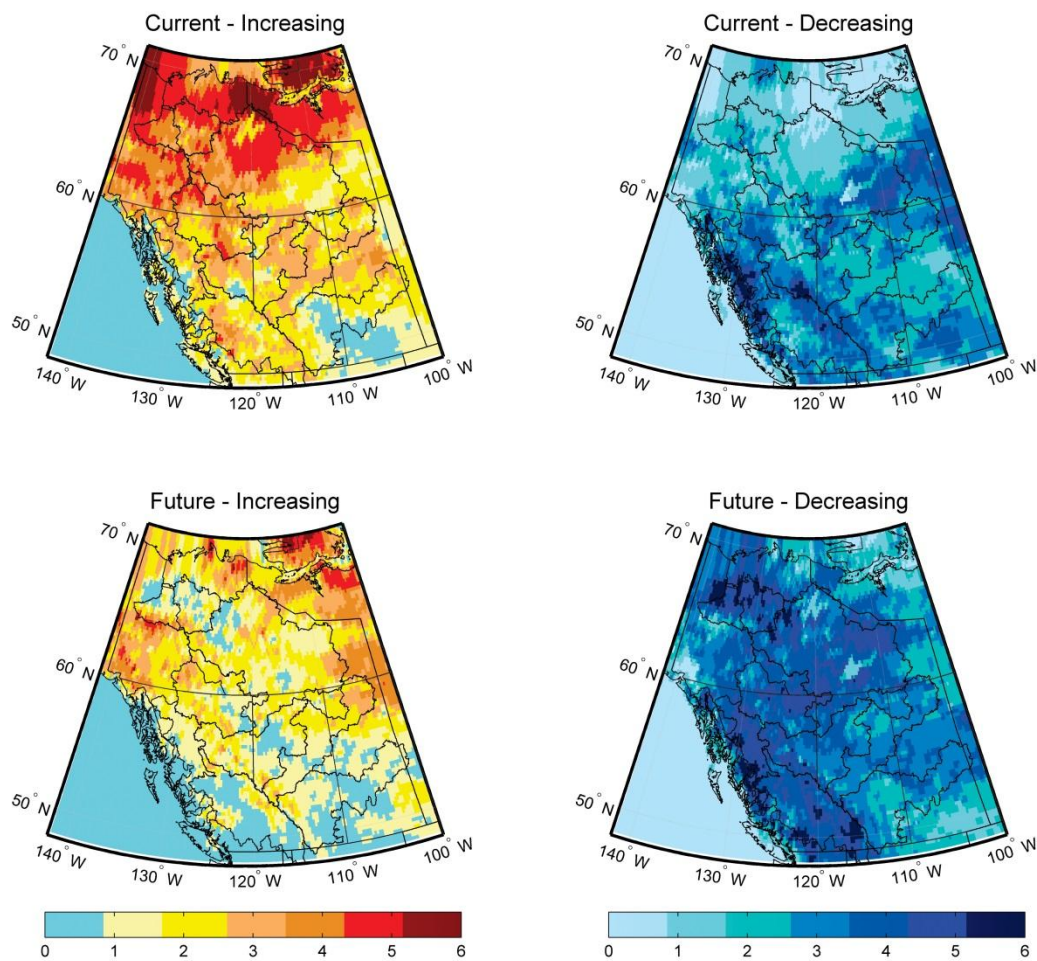 Current - Increasing
Current - Decreasing
70° N
60° N
50° N
140° W
130° W
120° W
110° W
100° W
70° N
60° N
50° N
140° W
130° W
120° W
110° W
100° W
Future - Increasing
Future - Decreasing
70° N
60° N
50° N
140° W
130° W
120° W
110° W
100° W
70° N
60° N
50° N
140° W
130° W
120° W
110° W
100° W
0 1 2 3 4 5 6
0 1 2 3 4 5 6